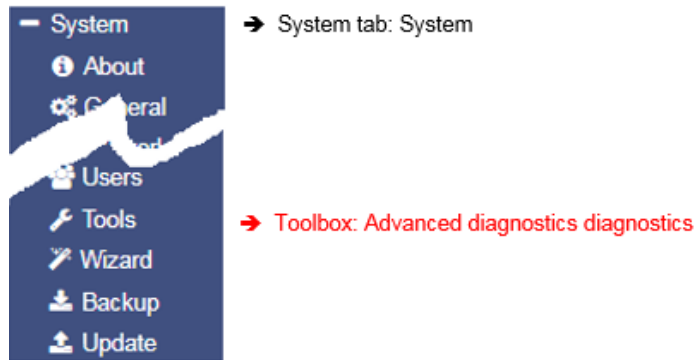 System
System tab: System
About
General
Users
Tools
Toolbox: Advanced diagnostics diagnostics
Wizard
Backup
Update